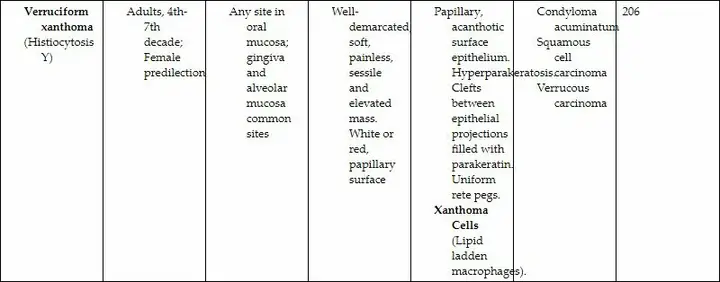 Verruciform
xanthoma
(Histiocytosis
Y)
Adults, 4th-
7th
decade;
Female
predilection
Any site in
oral
mucosa;
gingiva
and
alveolar
mucosa
common
sites
Well-
demarcated,
soft,
painless,
sessile
and
elevated
mass.
White or
red,
papillary
surface
Papillary,
acanthotic
surface
epithelium.
Hyperparakeratosis.
Clefts
between
epithelial
projections
filled with
parakeratin.
Uniform
rete pegs.
Xanthoma
Cells
(Lipid
ladden
macrophages).
Condyloma
acuminatum
Squamous
cell
carcinoma
Verrucous
carcinoma
206